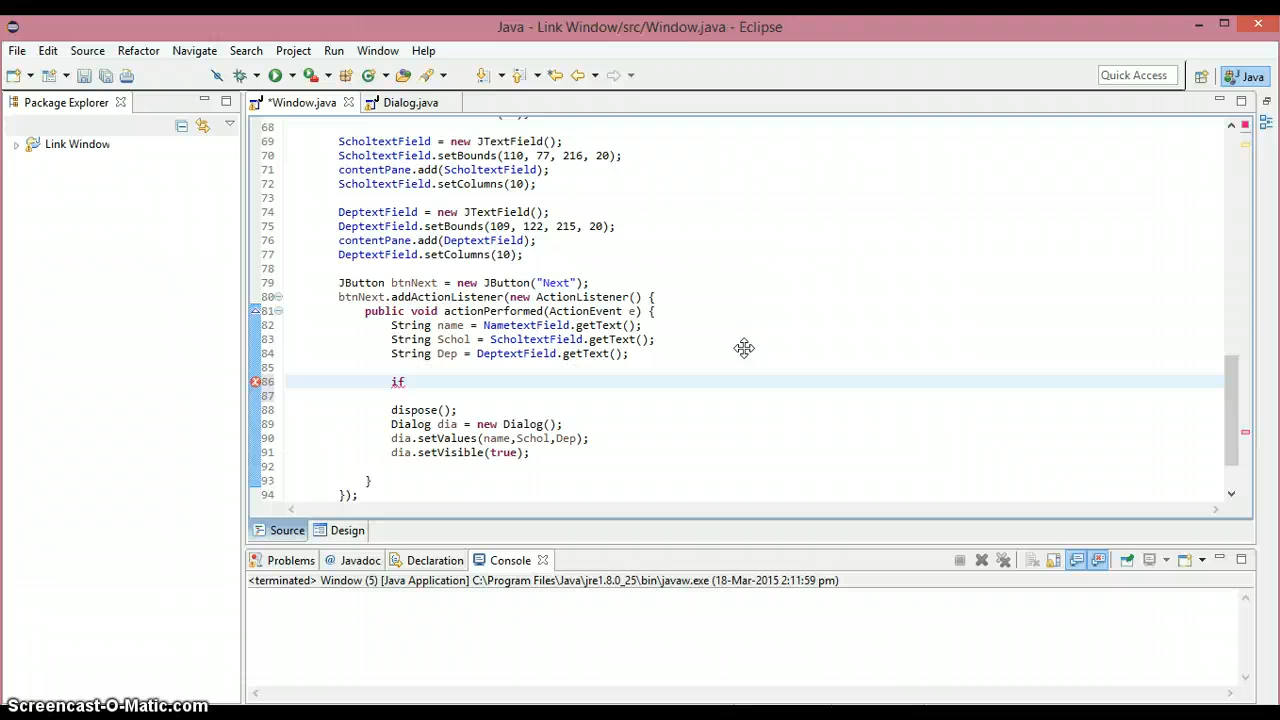 Java - Link Window/src/Window.java - Eclipse
File Edit Source Refactor Navigate Search Project Run Window Help
Quick Access Java
Package Explorer *Window.java Dialog.java
Link Window
68
69 ScholtextField = new JTextField();
70 ScholtextField.setBounds(110, 77, 216, 20);
71 contentPane.add(ScholtextField);
72 ScholtextField.setColumns(10);
73
74 DeptextField = new JTextField();
75 DeptextField.setBounds(109, 122, 215, 20);
76 contentPane.add(DeptextField);
77 DeptextField.setColumns(10);
78
79 JButton btnNext = new JButton("Next");
80 btnNext.addActionListener(new ActionListener() {
81 public void actionPerformed(ActionEvent e) {
82 String name = NametextField.getText();
83 String Schol = ScholtextField.getText();
84 String Dep = DeptextField.getText();
85
86 if
87
88 dispose();
89 Dialog dia = new Dialog();
90 dia.setValues(name,Schol,Dep);
91 dia.setVisible(true);
92
93 }
94 });
Source Design
Problems @ Javadoc Declaration Console
<terminated> Window (5) [Java Application] C:\Program Files\Java\jre1.8.0_25\bin\javaw.exe (18-Mar-2015 2:11:59 pm)
Screencast-O-Matic.com